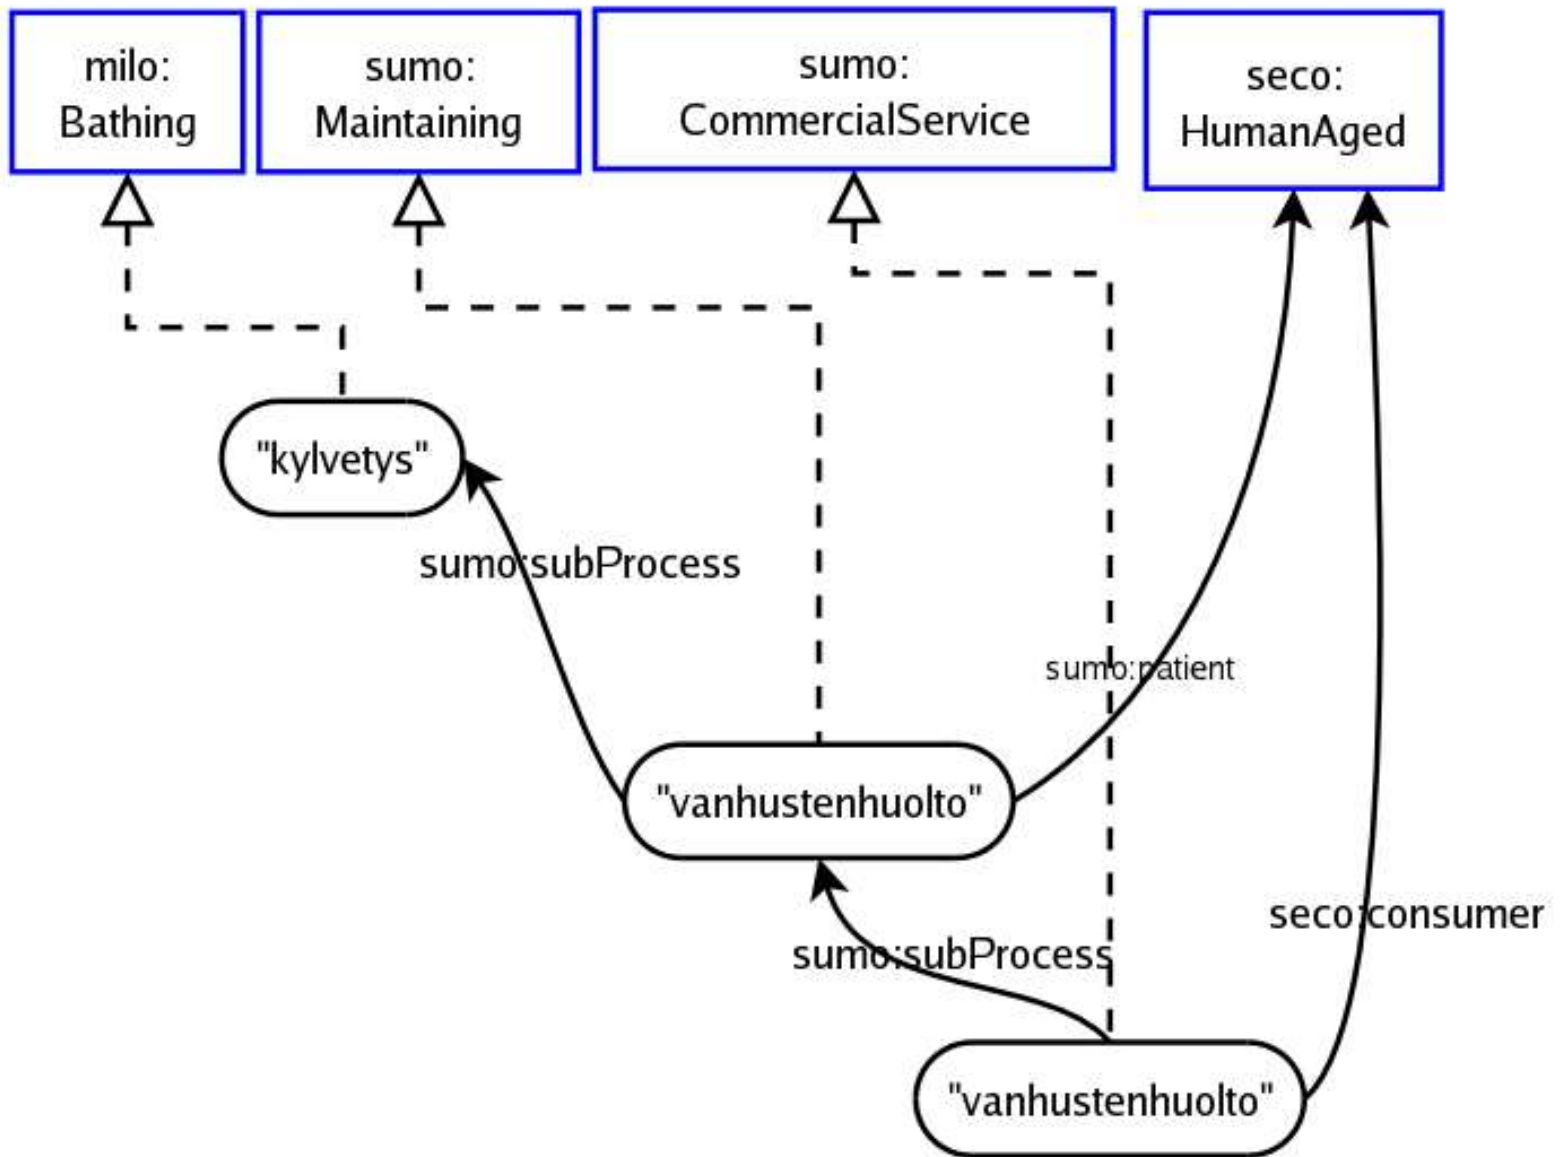 milo:
Bathing
sumo:
Maintaining
sumo:
CommercialService
seco:
HumanAged
"kylvetys"
sumo:subProcess
sumo:patient
"vanhustenhuolto"
seco:consumer
sumo:subProcess
"vanhustenhuolto"